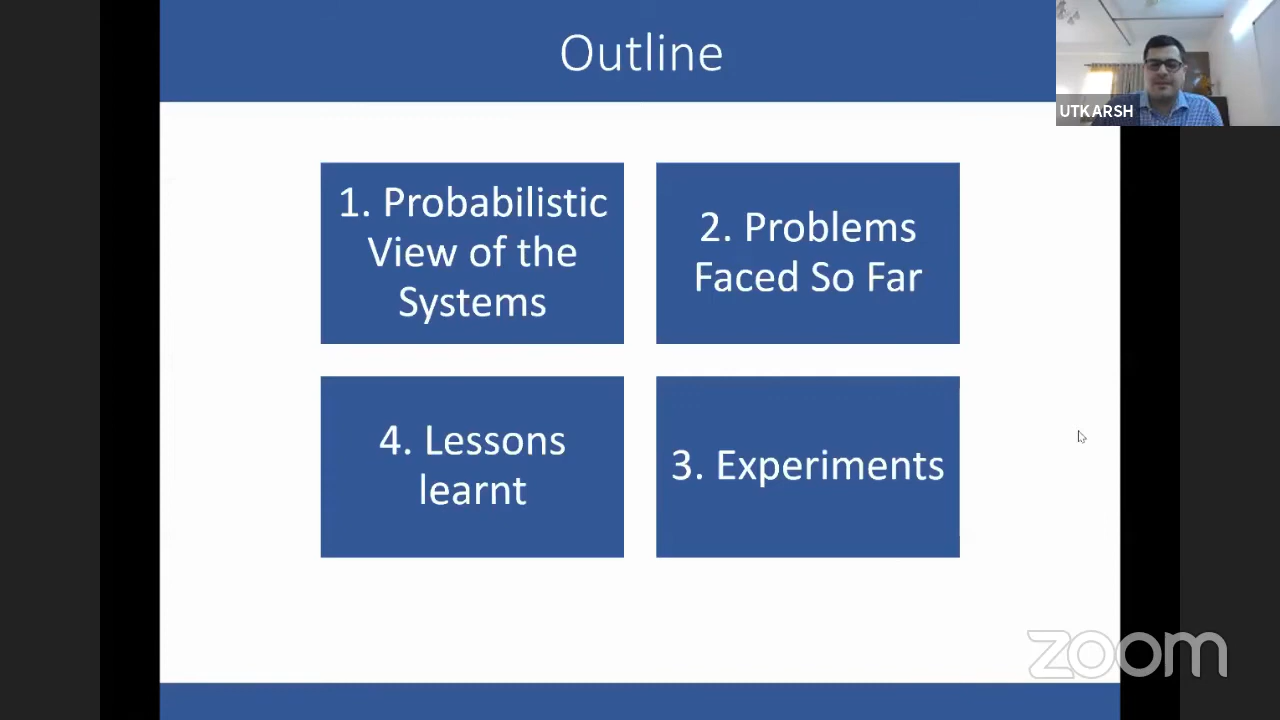 Outline
UTKARSH
1. Probabilistic
View of the
Systems
2. Problems
Faced So Far
4. Lessons
learnt
3. Experiments
zoom